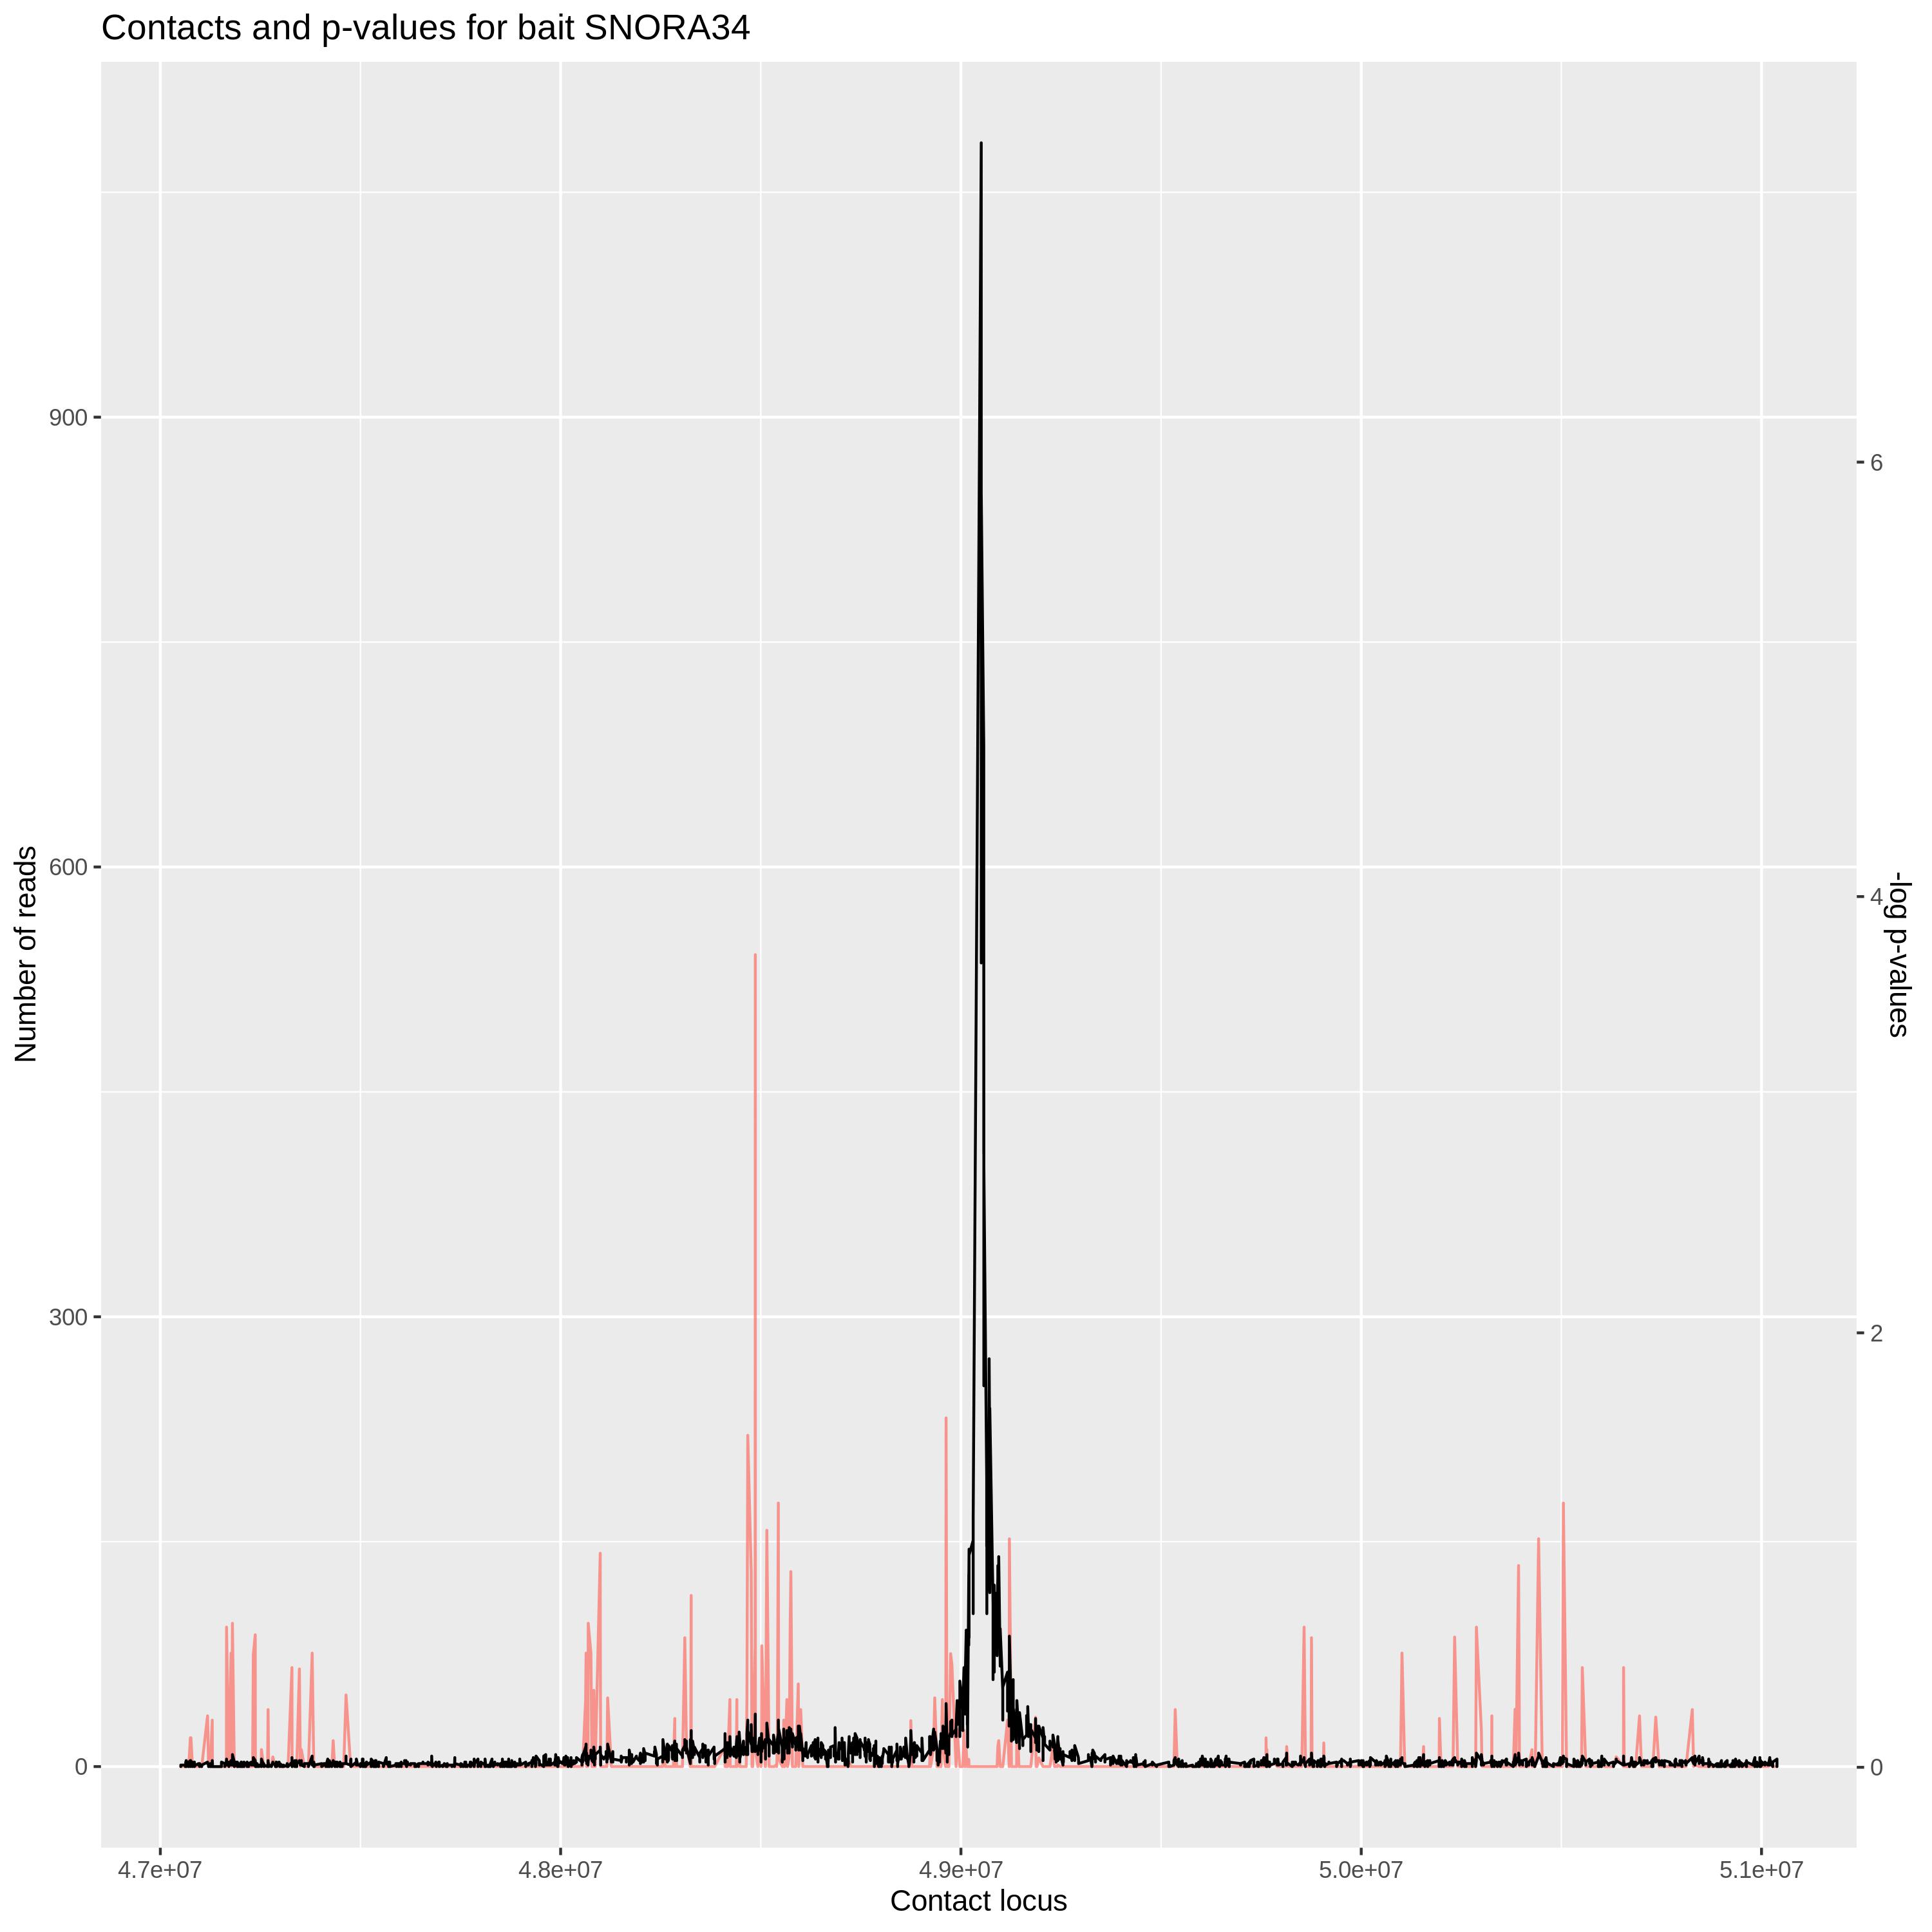 Contacts and p-values for bait SNORA34
Number of reads
900
600
300
0
6
4
2
0
-log p-values
4.7e+07
4.8e+07
4.9e+07
5.0e+07
5.1e+07
Contact locus